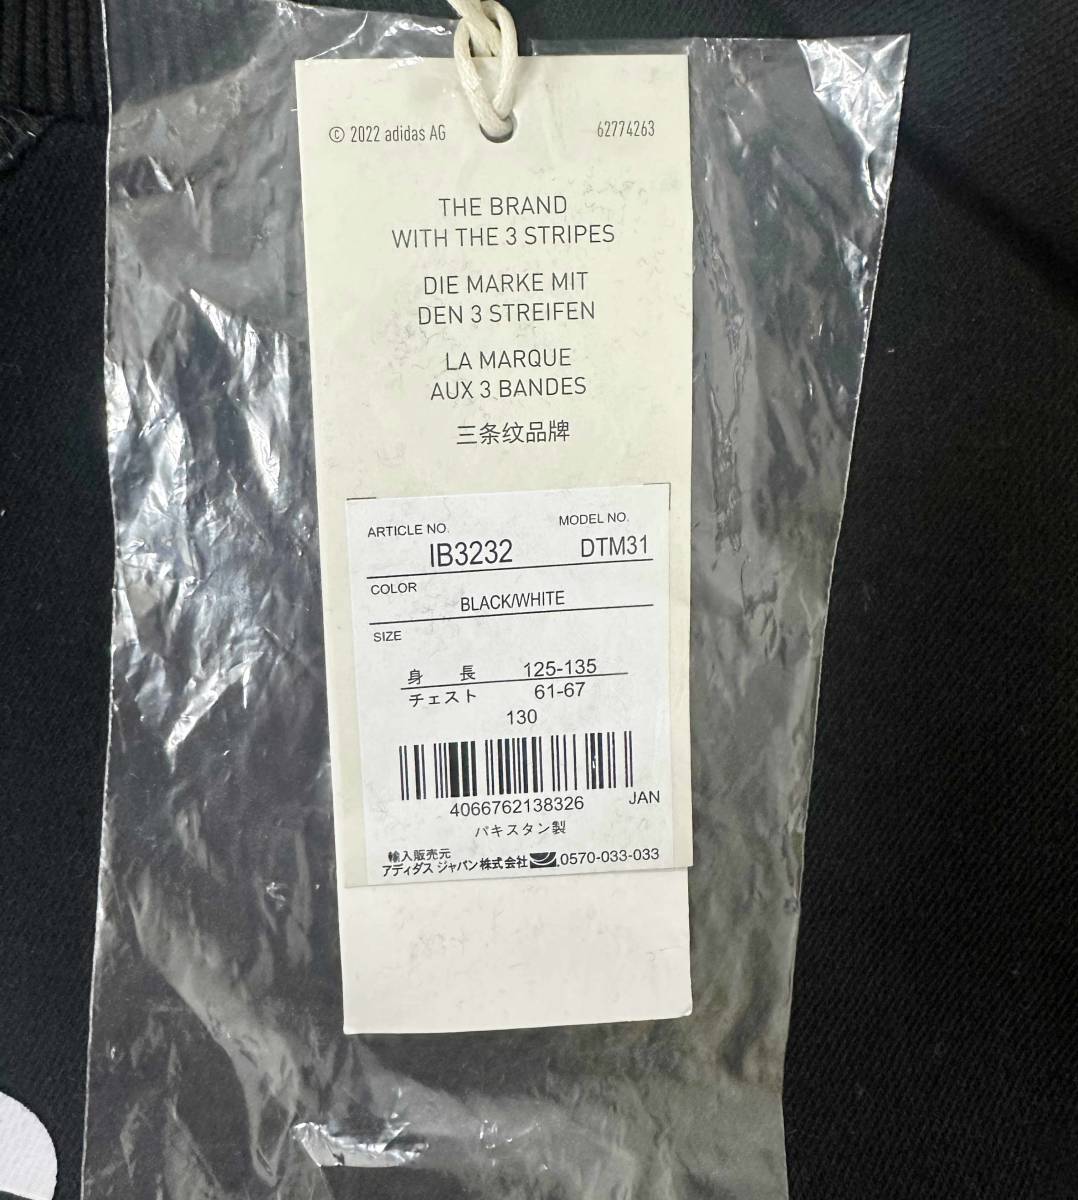 © 2022 adidas AG 62774263
THE BRAND
WITH THE 3 STRIPES
DIE MARKE MIT
DEN 3 STREIFEN
LA MARQUE
AUX 3 BANDES
三条纹品牌
ARTICLE NO. MODEL NO.
IB3232 DTM31
COLOR
BLACK/WHITE
SIZE
身 長 125-135
チェスト 61-67
130
4066762138326 JAN
パキスタン製
輸入販売元
アディダス ジャパン株式会社 0570-033-033